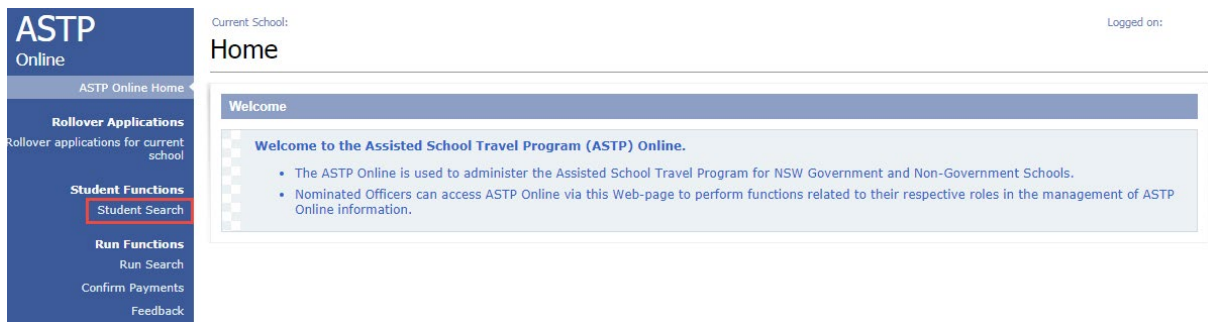 ASTP
Online
ASTP Online Home
Rollover Applications
Rollover applications for current
school
Student Functions
Student Search
Run Functions
Run Search
Confirm Payments
Feedback
Current School:
Logged on:
Home
Welcome
Welcome to the Assisted School Travel Program (ASTP) Online.
• The ASTP Online is used to administer the Assisted School Travel Program for NSW Government and Non-Government Schools.
• Nominated Officers can access ASTP Online via this Web-page to perform functions related to their respective roles in the management of ASTP
Online information.